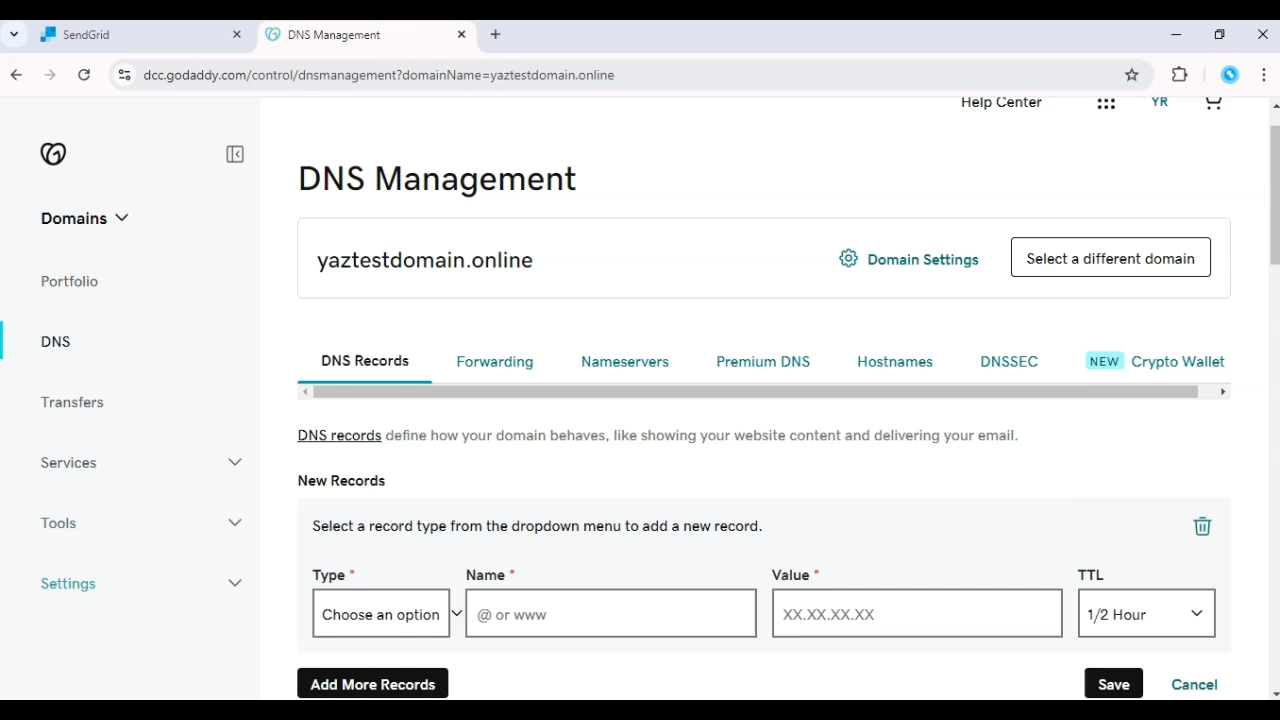 SendGrid
DNS Management
dcc.godaddy.com/control/dnsmanagement?domainName=yaztestdomain.online
Help Center
YR
Domains
Portfolio
DNS
Transfers
Services
Tools
Settings
DNS Management
yaztestdomain.online
Domain Settings
Select a different domain
DNS Records Forwarding Nameservers Premium DNS Hostnames DNSSEC NEW Crypto Wallet
DNS records define how your domain behaves, like showing your website content and delivering your email.
New Records
Select a record type from the dropdown menu to add a new record.
Type * Name * Value * TTL
Choose an option @ or www XX.XX.XX.XX 1/2 Hour
Add More Records Save Cancel